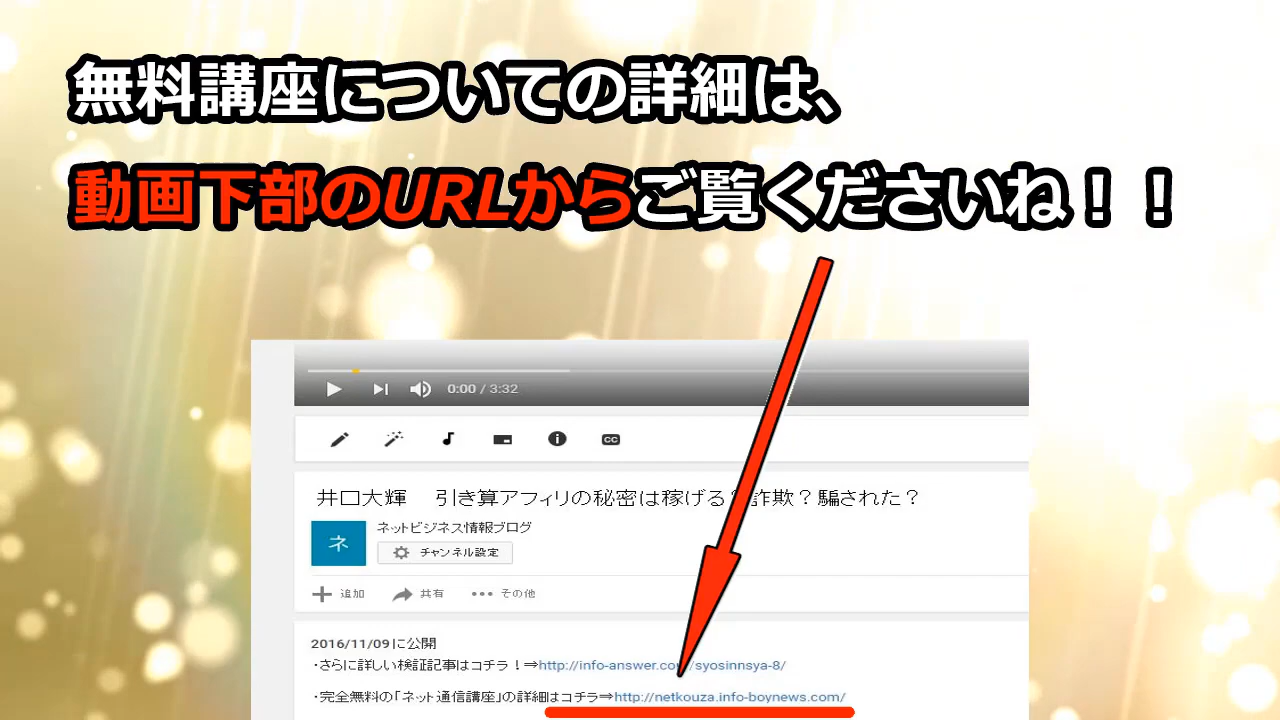 無料講座についての詳細は、
動画下部のURLからご覧くださいね！！
0:00 / 3:32
CC
井口大輝　引き算アフィリの秘密は稼げる？詐欺？騙された？
ネ
ネットビジネス情報ブログ
チャンネル設定
追加 共有 その他
2016/11/09 に公開
・さらに詳しい検証記事はコチラ！⇒http://info-answer.com/syosinnsya-8/
・完全無料の「ネット通信講座」の詳細はコチラ⇒http://netkouza.info-boynews.com/